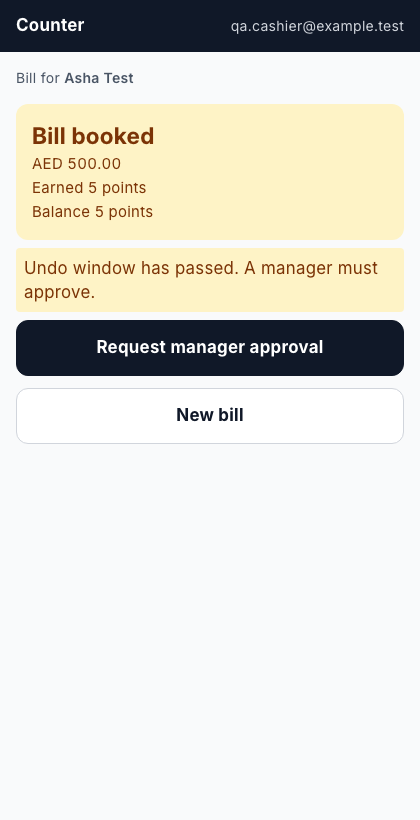 Counter
qa.cashier@example.test
Bill for Asha Test
Bill booked
AED 500.00
Earned 5 points
Balance 5 points
Undo window has passed. A manager must
approve.
Request manager approval
New bill